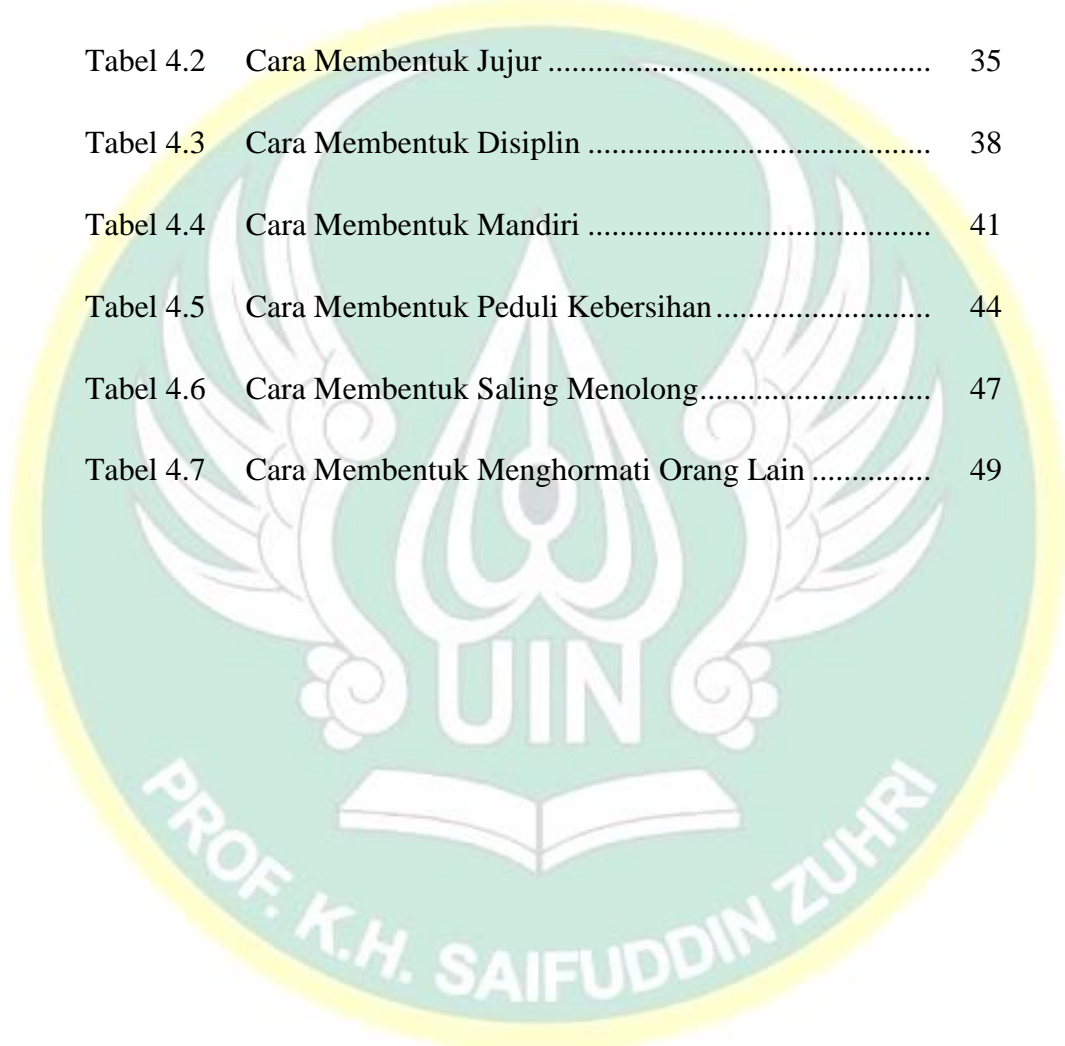 Tabel 4.2 Cara Membentuk Jujur ............................................. 35
Tabel 4.3 Cara Membentuk Disiplin ........................................ 38
Tabel 4.4 Cara Membentuk Mandiri ........................................ 41
Tabel 4.5 Cara Membentuk Peduli Kebersihan ......................... 44
Tabel 4.6 Cara Membentuk Saling Menolong........................... 47
Tabel 4.7 Cara Membentuk Menghormati Orang Lain .............. 49
UIN
PROF. K.H. SAIFUDDIN ZUHRI